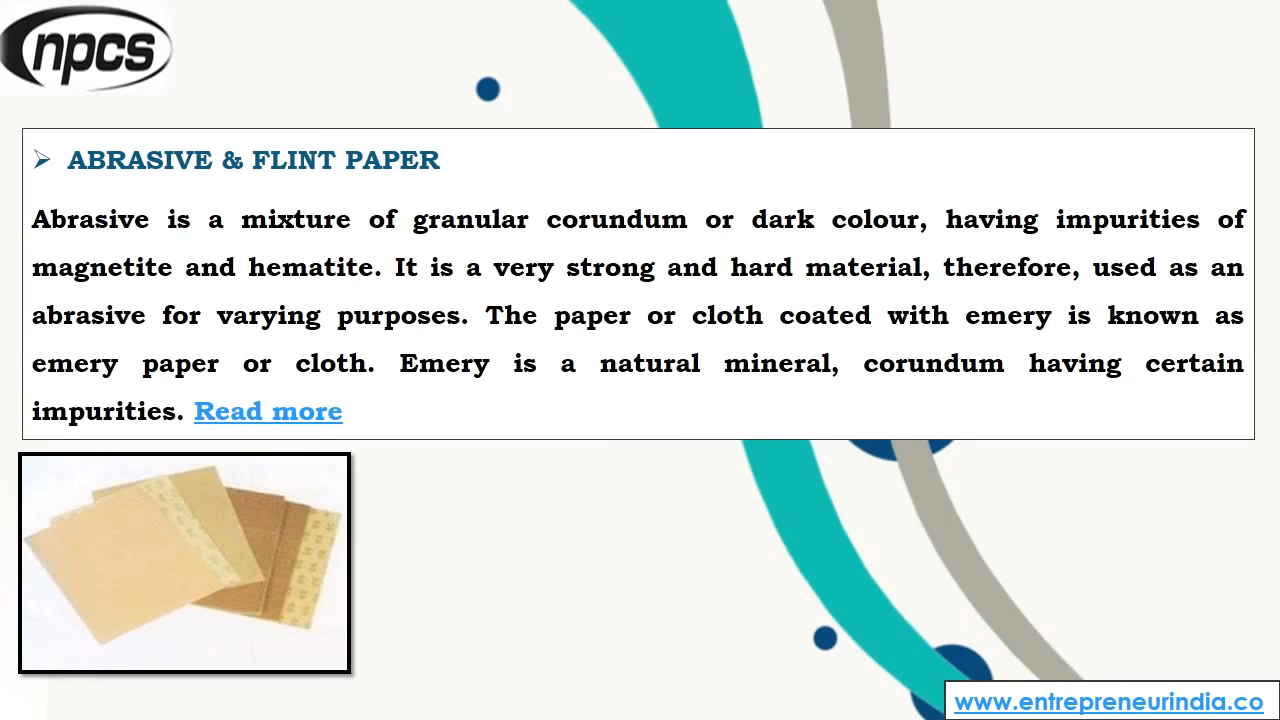 npcs
➢ ABRASIVE & FLINT PAPER
Abrasive is a mixture of granular corundum or dark colour, having impurities of
magnetite and hematite. It is a very strong and hard material, therefore, used as an
abrasive for varying purposes. The paper or cloth coated with emery is known as
emery paper or cloth. Emery is a natural mineral, corundum having certain
impurities. Read more
www.entrepreneurindia.co